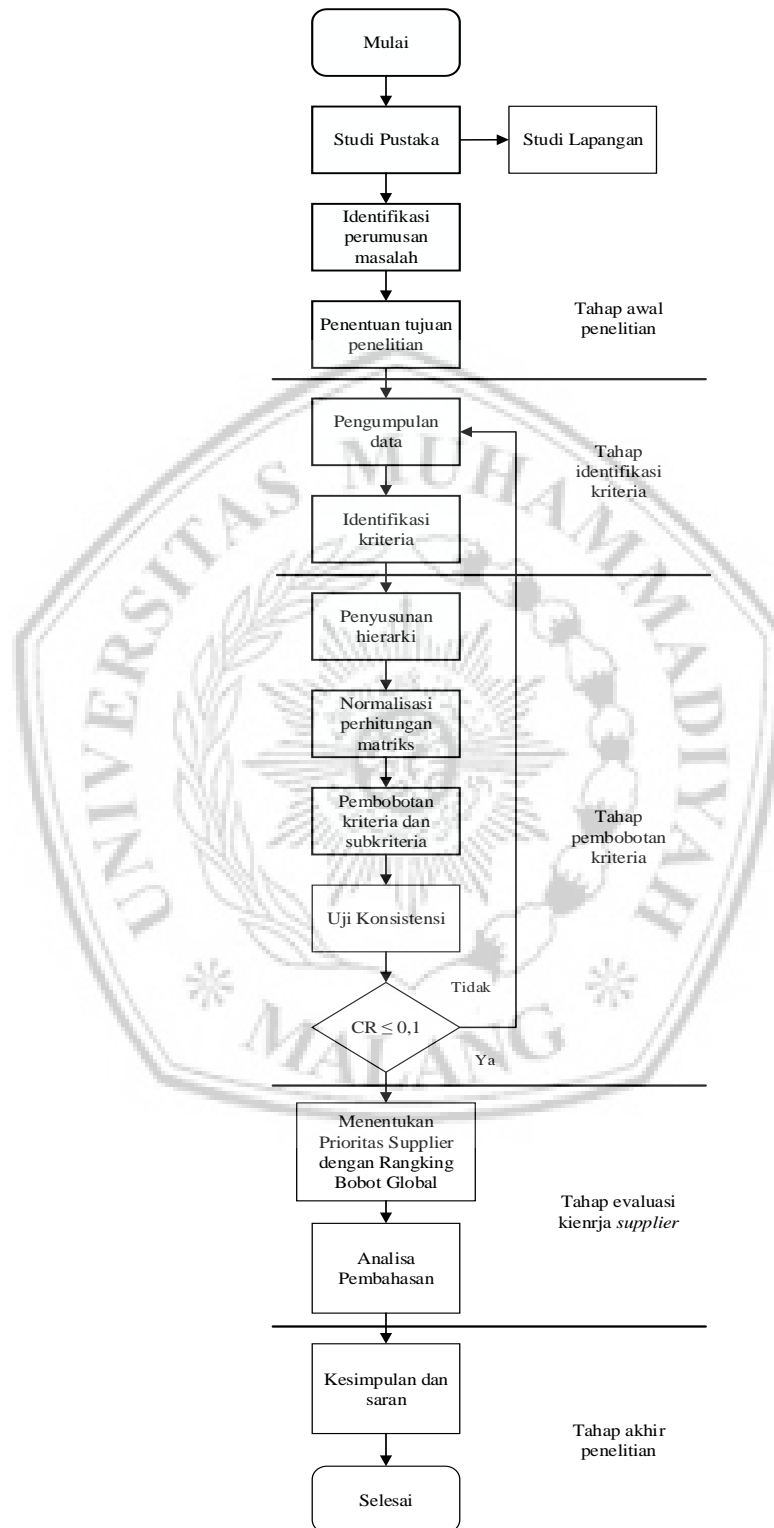 Mulai
Studi Pustaka
Studi Lapangan
Identifikasi
perumusan
masalah
Penentuan tujuan
penelitian
Tahap awal
penelitian
Pengumpulan
data
Tahap
identifikasi
kriteria
Identifikasi
kriteria
Penyusunan
hierarki
Normalisasi
perhitungan
matriks
Pembobotan
kriteria dan
subkriteria
Tahap
pembobotan
kriteria
Uji Konsistensi
Tidak
CR ≤ 0,1
Ya
Menentukan
Prioritas Supplier
dengan Rangking
Bobot Global
Tahap evaluasi
kienrja supplier
Analisa
Pembahasan
Kesimpulan dan
saran
Tahap akhir
penelitian
Selesai
UNIVERSITAS MUHAMMADIYAH
MALANG